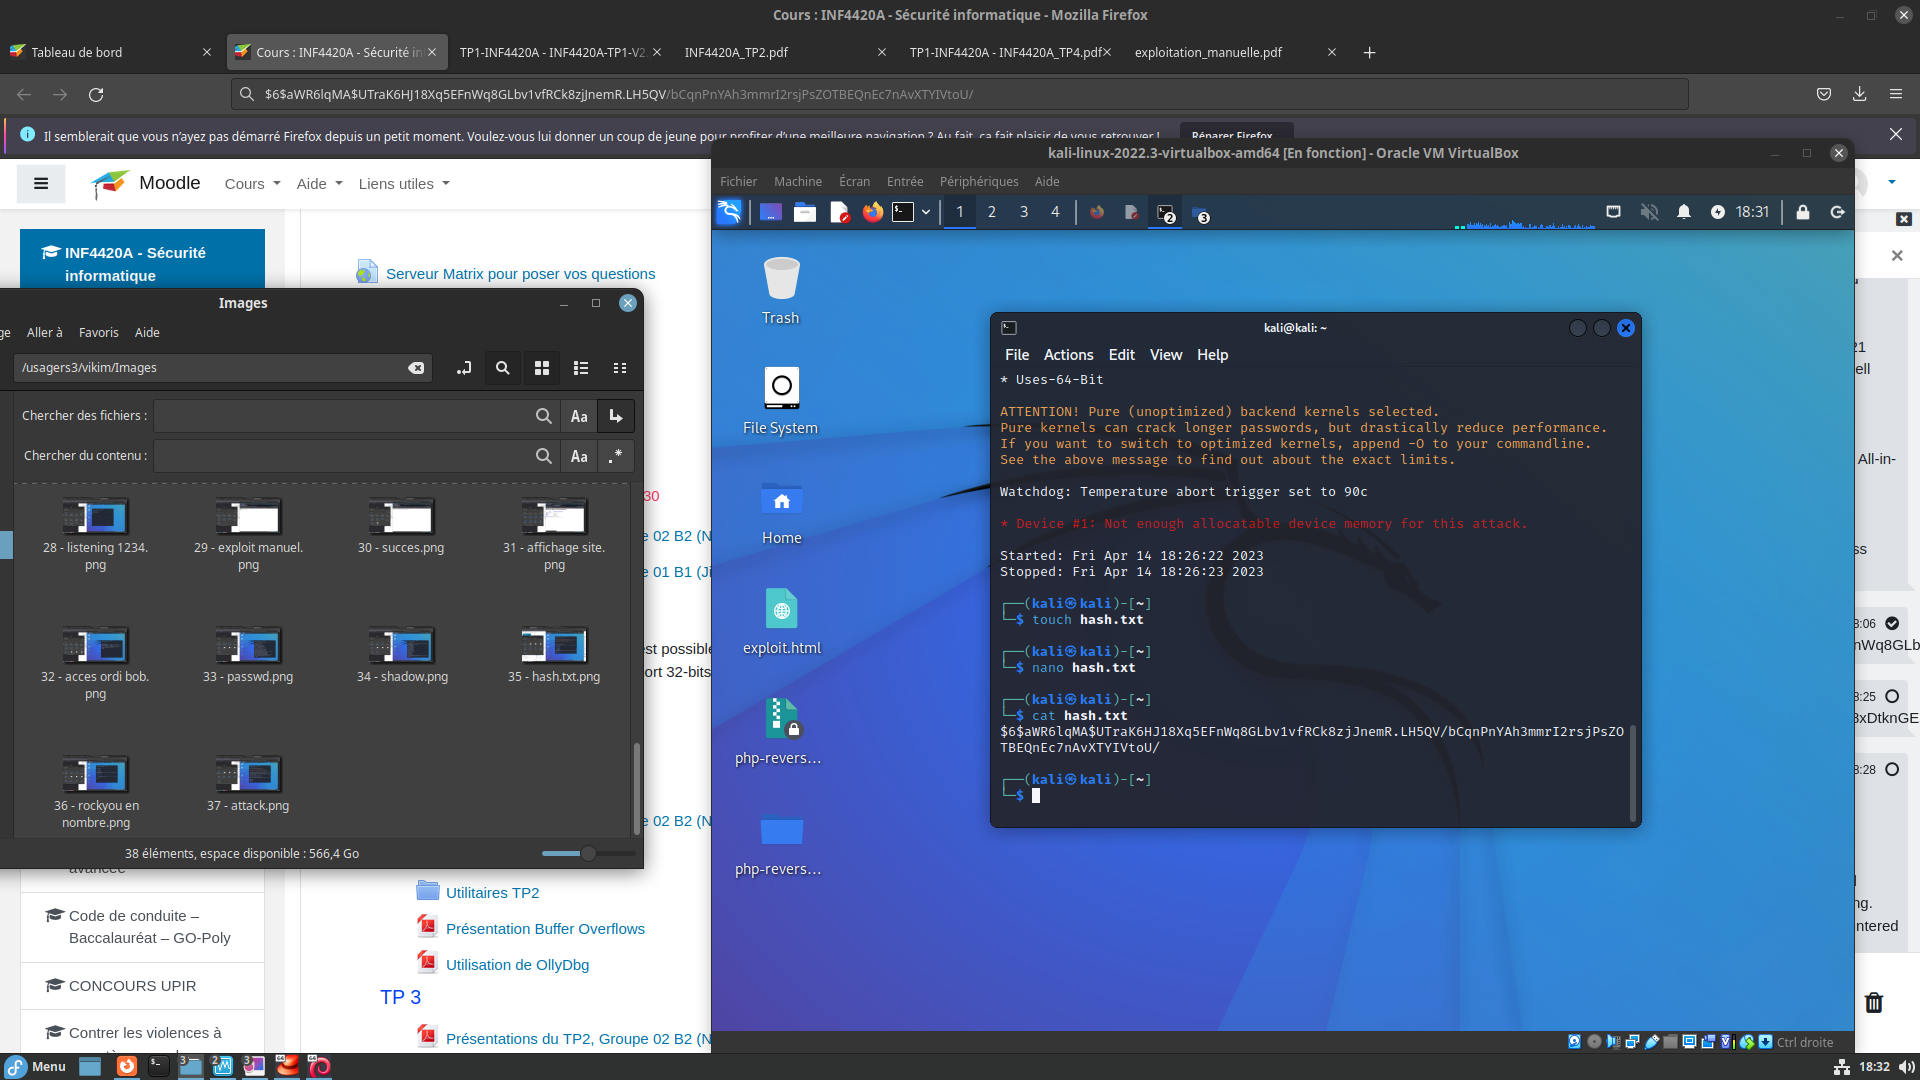 Cours : INF4420A - Sécurité informatique - Mozilla Firefox
Tableau de bord
Cours : INF4420A - Sécurité in
TP1-INF4420A - INF4420A-TP1-V2
INF4420A_TP2.pdf
TP1-INF4420A - INF4420A_TP4.pdf
exploitation_manuelle.pdf
$6$aWR6lqMA$UTraK6HJ18Xq5EFnWq8GLbv1vfRCk8zjJnemR.LH5QV/bCqnPnYAh3mmrI2rsjPsZOTBEQnEc7nAvXTYIVtoU/
Il semblerait que vous n'ayez pas démarré Firefox depuis un petit moment. Voulez-vous lui donner un coup de jeune pour profiter d'une meilleure navigation ? Au fait, ça fait plaisir de vous retrouver !
Réparer Firefox
Moodle
Cours
Aide
Liens utiles
INF4420A - Sécurité
informatique
Serveur Matrix pour poser vos questions
Images
ge
Aller à
Favoris
Aide
/usagers3/vikim/Images
Chercher des fichiers :
Aa
Chercher du contenu :
Aa
.*
28 - listening 1234.
png
29 - exploit manuel.
png
30 - succes.png
31 - affichage site.
png
32 - acces ordi bob.
png
33 - passwd.png
34 - shadow.png
35 - hash.txt.png
36 - rockyou en
nombre.png
37 - attack.png
38 éléments, espace disponible : 566,4 Go
30
e 02 B2 (N
e 01 B1 (Ji
est possible
ort 32-bits
e 02 B2 (N
avancée
Code de conduite –
Baccalauréat – GO-Poly
CONCOURS UPIR
Contrer les violences à
Utilitaires TP2
Présentation Buffer Overflows
Utilisation de OllyDbg
TP 3
Présentations du TP2, Groupe 02 B2 (N
kali-linux-2022.3-virtualbox-amd64 [En fonction] - Oracle VM VirtualBox
Fichier
Machine
Écran
Entrée
Périphériques
Aide
1
2
3
4
2
3
18:31
Trash
File System
Home
exploit.html
php-revers...
php-revers...
kali@kali: ~
File
Actions
Edit
View
Help
* Uses-64-Bit
ATTENTION! Pure (unoptimized) backend kernels selected.
Pure kernels can crack longer passwords, but drastically reduce performance.
If you want to switch to optimized kernels, append -O to your commandline.
See the above message to find out about the exact limits.
Watchdog: Temperature abort trigger set to 90c
* Device #1: Not enough allocatable device memory for this attack.
Started: Fri Apr 14 18:26:22 2023
Stopped: Fri Apr 14 18:26:23 2023
┌──(kali㉿kali)-[~]
└─$ touch hash.txt
┌──(kali㉿kali)-[~]
└─$ nano hash.txt
┌──(kali㉿kali)-[~]
└─$ cat hash.txt
$6$aWR6lqMA$UTraK6HJ18Xq5EFnWq8GLbv1vfRCk8zjJnemR.LH5QV/bCqnPnYAh3mmrI2rsjPsZO
TBEQnEc7nAvXTYIVtoU/
┌──(kali㉿kali)-[~]
└─$
Ctrl droite
21
ell
All-in-
ss
8:06
nWq8GLb
8:25
3xDtknGE
8:28
ng.
ntered
Menu
18:32